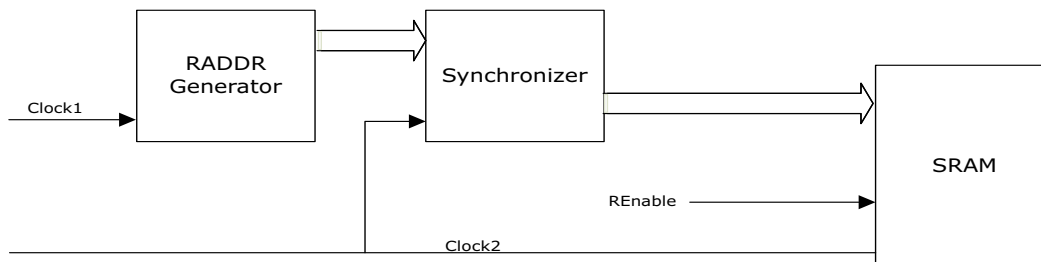 RADDR
Generator
Synchronizer
Clock1
SRAM
REnable
Clock2